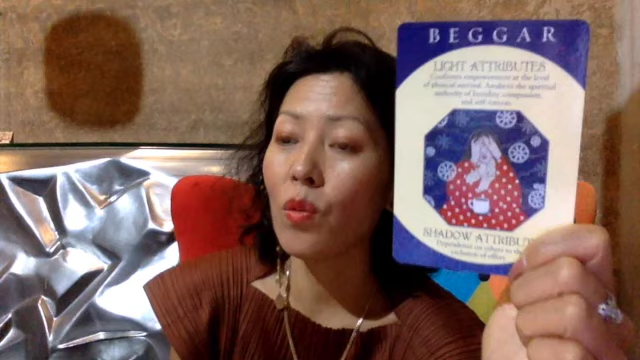 BEGGAR
LIGHT ATTRIBUTES
Confronts empowerment at the level
of physical survival. Awakens the spiritual
authority of humility, compassion,
and self-esteem.
SHADOW ATTRIBUT
Dependence on others to the
exclusion of effort.